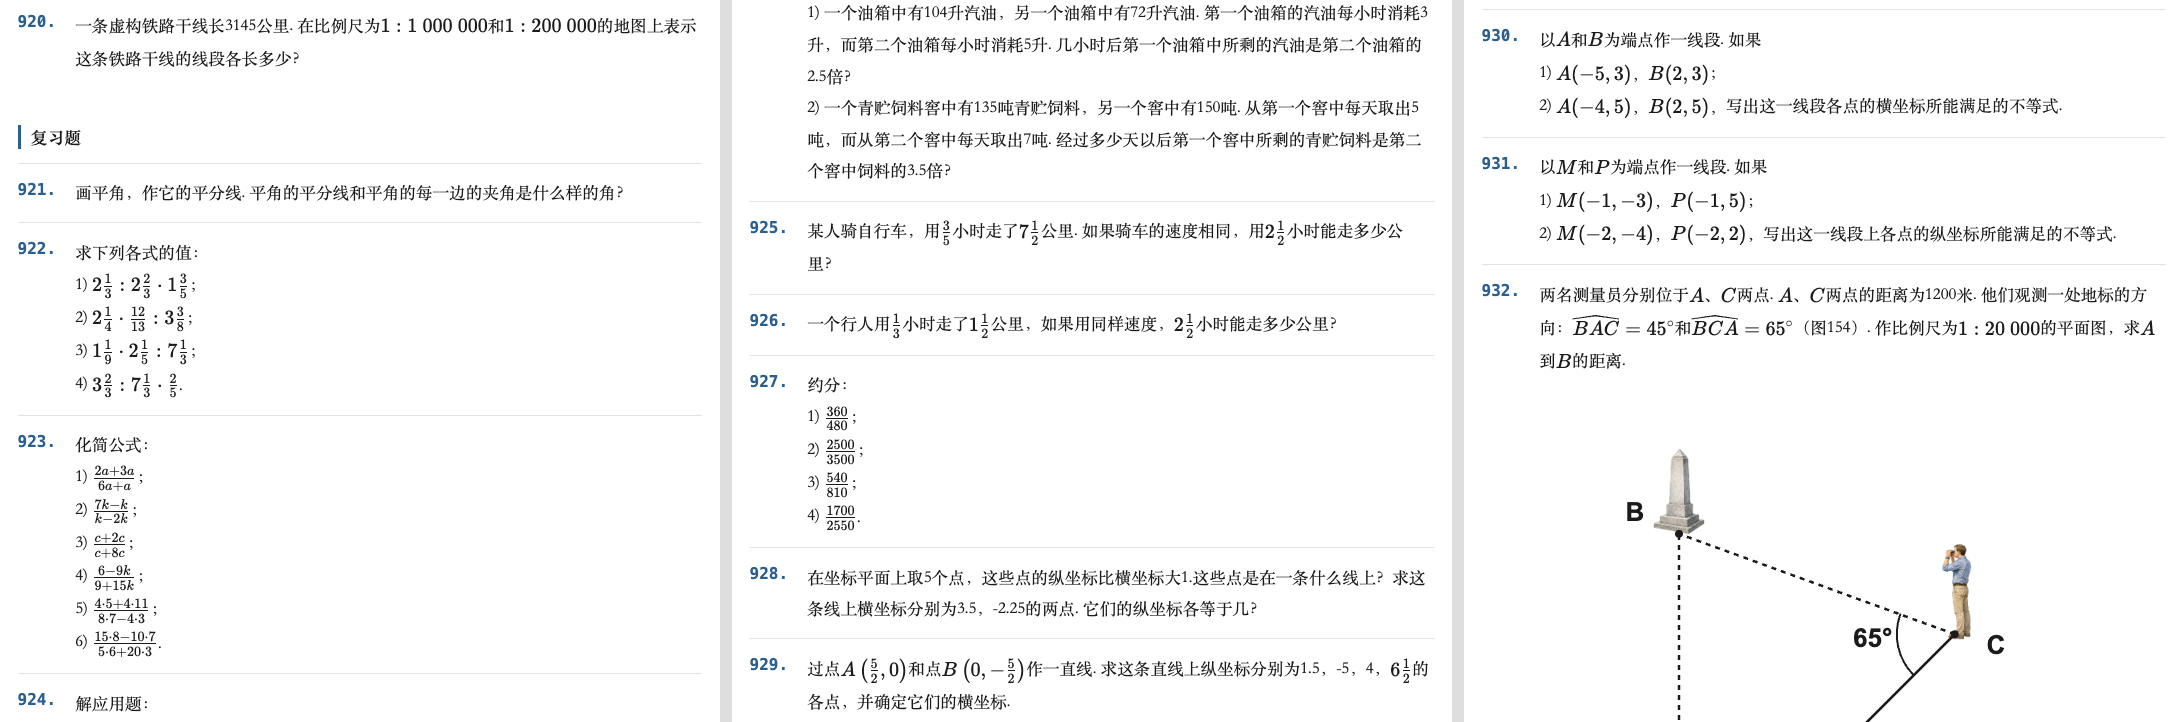 920. 一条虚构铁路干线长3145公里. 在比例尺为1 : 1 000 000和1 : 200 000的地图上表示
这条铁路干线的线段各长多少?
复习题
921. 画平角，作它的平分线. 平角的平分线和平角的每一边的夹角是什么样的角?
922. 求下列各式的值:
1) 2 1/3 : 2 2/3 · 1 3/5;
2) 2 1/4 · 12/13 : 3 3/8;
3) 1 1/9 · 2 1/5 : 7 1/3;
4) 3 2/3 : 7 1/3 · 2/5.
923. 化简公式:
1) (2a+3a)/(6a+a);
2) (7k−k)/(k−2k);
3) (c+2c)/(c+8c);
4) (6−9k)/(9+15k);
5) (4·5+4·11)/(8·7−4·3);
6) (15·8−10·7)/(5·6+20·3).
924. 解应用题:
1) 一个油箱中有104升汽油，另一个油箱中有72升汽油. 第一个油箱的汽油每小时消耗3
升，而第二个油箱每小时消耗5升. 几小时后第一个油箱中所剩的汽油是第二个油箱的
2.5倍?
2) 一个青贮饲料窖中有135吨青贮饲料，另一个窖中有150吨. 从第一个窖中每天取出5
吨，而从第二个窖中每天取出7吨. 经过多少天以后第一个窖中所剩的青贮饲料是第二
个窖中饲料的3.5倍?
925. 某人骑自行车，用3/5小时走了7 1/2公里. 如果骑车的速度相同，用2 1/2小时能走多少公
里?
926. 一个行人用1/3小时走了1 1/2公里，如果用同样速度，2 1/2小时能走多少公里?
927. 约分:
1) 360/480;
2) 2500/3500;
3) 540/810;
4) 1700/2550.
928. 在坐标平面上取5个点，这些点的纵坐标比横坐标大1.这些点是在一条什么线上? 求这
条线上横坐标分别为3.5，-2.25的两点. 它们的纵坐标各等于几?
929. 过点A (5/2, 0)和点B (0, −5/2)作一直线. 求这条直线上纵坐标分别为1.5，-5，4，6 1/2的
各点，并确定它们的横坐标.
930. 以A和B为端点作一线段. 如果
1) A(−5, 3)，B(2, 3);
2) A(−4, 5)，B(2, 5)，写出这一线段各点的横坐标所能满足的不等式.
931. 以M和P为端点作一线段. 如果
1) M(−1, −3)，P(−1, 5);
2) M(−2, −4)，P(−2, 2)，写出这一线段上各点的纵坐标所能满足的不等式.
932. 两名测量员分别位于A、C两点. A、C两点的距离为1200米. 他们观测一处地标的方
向: BAC = 45°和BCA = 65°（图154）. 作比例尺为1 : 20 000的平面图，求A
到B的距离.
B
65°
C